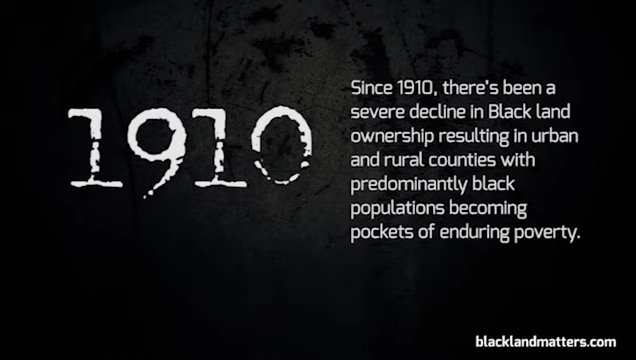 1910
Since 1910, there's been a
severe decline in Black land
ownership resulting in urban
and rural counties with
predominantly black
populations becoming
pockets of enduring poverty.
blacklandmatters.com